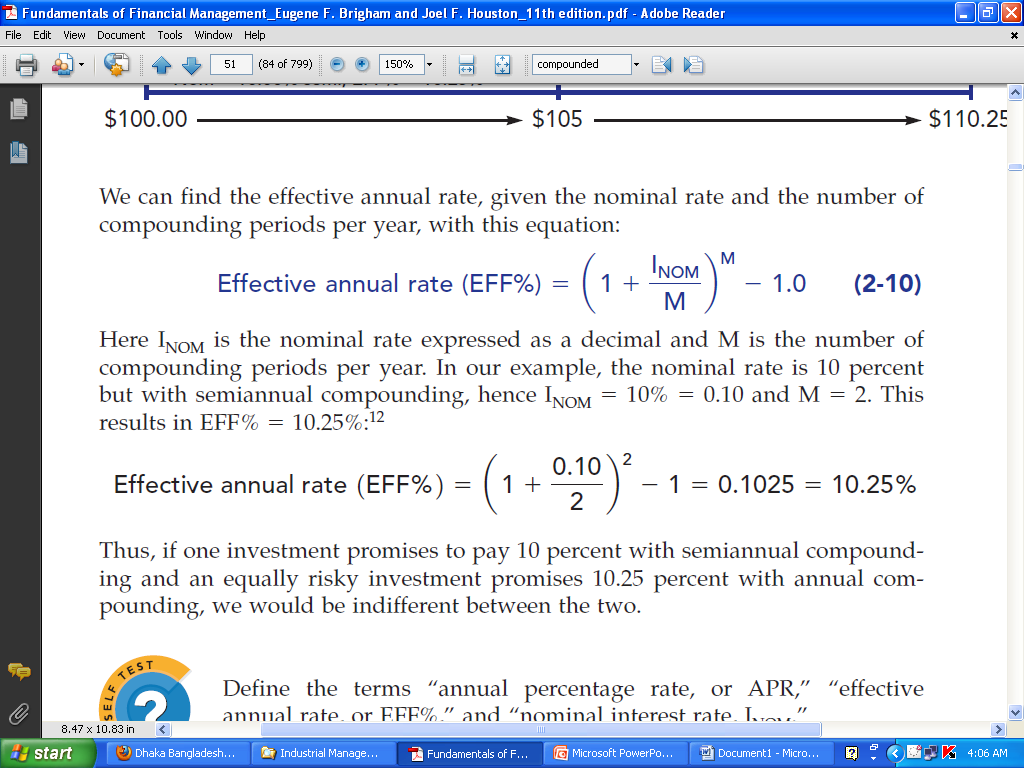 Fundamentals of Financial Management_Eugene F. Brigham and Joel F. Houston_11th edition.pdf - Adobe Reader
File Edit View Document Tools Window Help
51 (84 of 799) 150% compounded
$100.00 $105 $110.25
We can find the effective annual rate, given the nominal rate and the number of
compounding periods per year, with this equation:
Effective annual rate (EFF%) = (1 + INOM/M)^M − 1.0 (2-10)
Here INOM is the nominal rate expressed as a decimal and M is the number of
compounding periods per year. In our example, the nominal rate is 10 percent
but with semiannual compounding, hence INOM = 10% = 0.10 and M = 2. This
results in EFF% = 10.25%:12
Effective annual rate (EFF%) = (1 + 0.10/2)^2 − 1 = 0.1025 = 10.25%
Thus, if one investment promises to pay 10 percent with semiannual compound-
ing and an equally risky investment promises 10.25 percent with annual com-
pounding, we would be indifferent between the two.
SELF TEST
?
Define the terms “annual percentage rate, or APR,” “effective
annual rate, or EFF%,” and “nominal interest rate, INOM.”
8.47 x 10.83 in
start Dhaka Bangladesh... Industrial Manage... Fundamentals of F... Microsoft PowerPo... Document1 - Micro... 4:06 AM